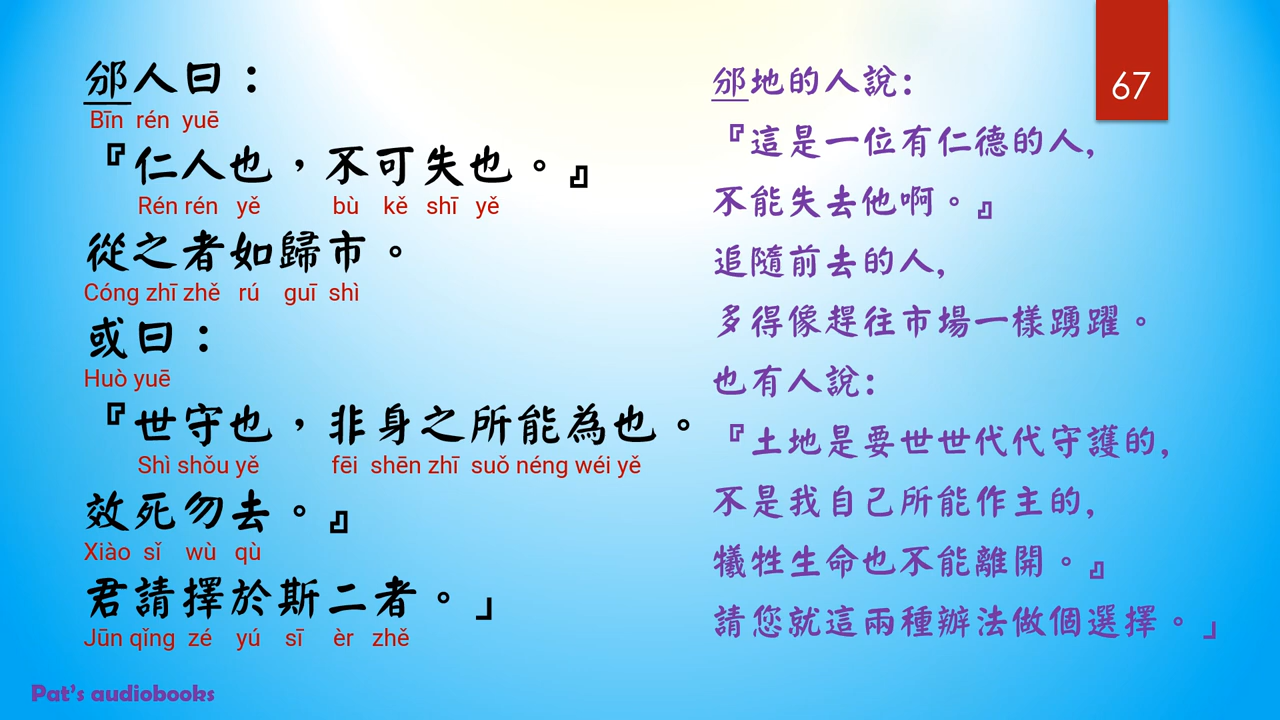 邠人曰：
Bīn rén yuē
『仁人也，不可失也。』
Rén rén yě bù kě shī yě
從之者如歸市。
Cóng zhī zhě rú guī shì
或曰：
Huò yuē
『世守也，非身之所能為也。
Shì shǒu yě fēi shēn zhī suǒ néng wéi yě
效死勿去。』
Xiào sǐ wù qù
君請擇於斯二者。」
Jūn qǐng zé yú sī èr zhě
邠地的人說：
『這是一位有仁德的人,
不能失去他啊。』
追隨前去的人,
多得像趕往市場一樣踴躍。
也有人說：
『土地是要世世代代守護的,
不是我自己所能作主的,
犧牲生命也不能離開。』
請您就這兩種辦法做個選擇。」
67
Pat's audiobooks